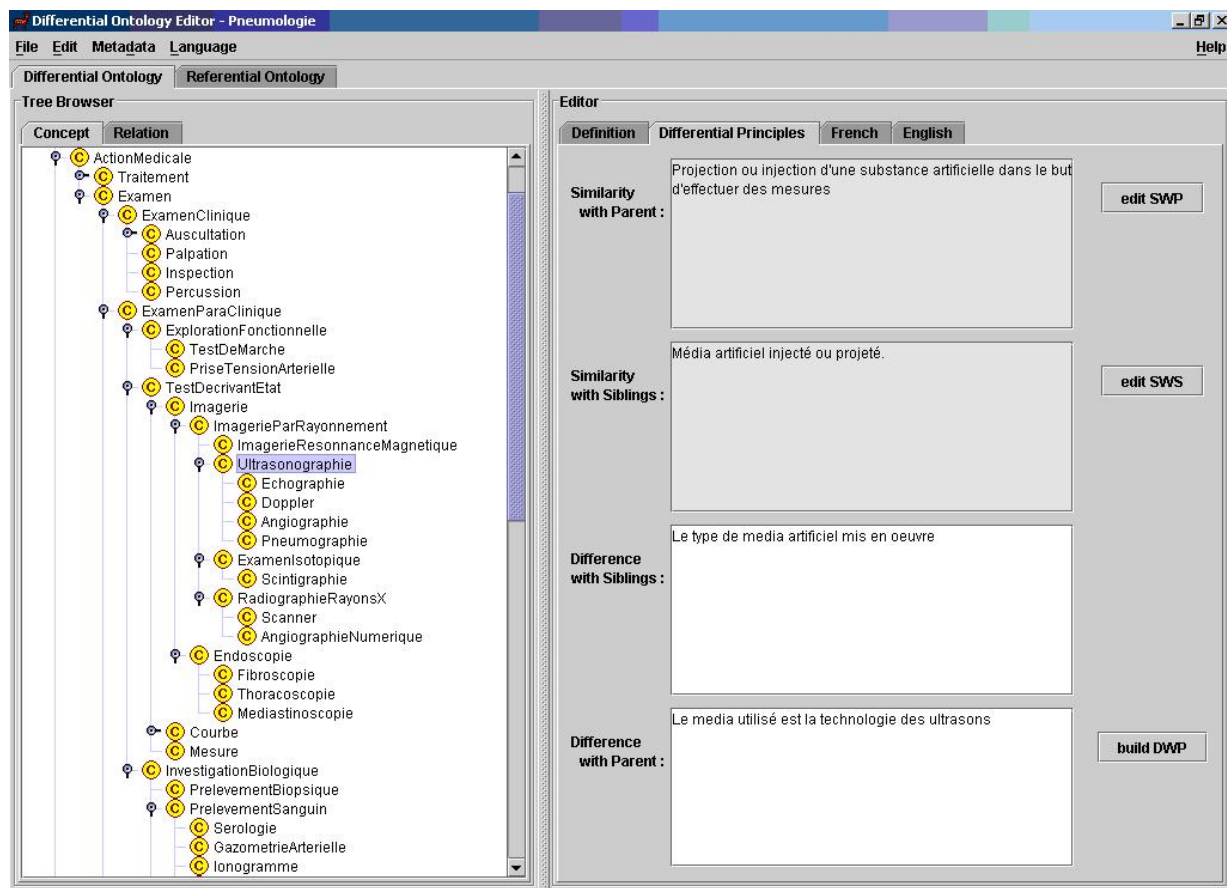 Differential Ontology Editor - Pneumologie
File Edit Metadata Language Help
Differential Ontology Referential Ontology
Tree Browser
Concept Relation
C ActionMedicale
C Traitement
C Examen
C ExamenClinique
C Auscultation
C Palpation
C Inspection
C Percussion
C ExamenParaClinique
C ExplorationFonctionnelle
C TestDeMarche
C PriseTensionArterielle
C TestDecrivantEtat
C Imagerie
C ImagerieParRayonnement
C ImagerieResonnanceMagnetique
C Ultrasonographie
C Echographie
C Doppler
C Angiographie
C Pneumographie
C ExamenIsotopique
C Scintigraphie
C RadiographieRayonsX
C Scanner
C AngiographieNumerique
C Endoscopie
C Fibroscopie
C Thoracoscopie
C Mediastinoscopie
C Courbe
C Mesure
C InvestigationBiologique
C PrelevementBiopsique
C PrelevementSanguin
C Serologie
C GazometrieArterielle
C Ionogramme
Editor
Definition Differential Principles French English
Similarity
with Parent :
Projection ou injection d'une substance artificielle dans le but
d'effectuer des mesures
edit SWP
Similarity
with Siblings :
Média artificiel injecté ou projeté.
edit SWS
Difference
with Siblings :
Le type de media artificiel mis en oeuvre
Difference
with Parent :
Le media utilisé est la technologie des ultrasons
build DWP